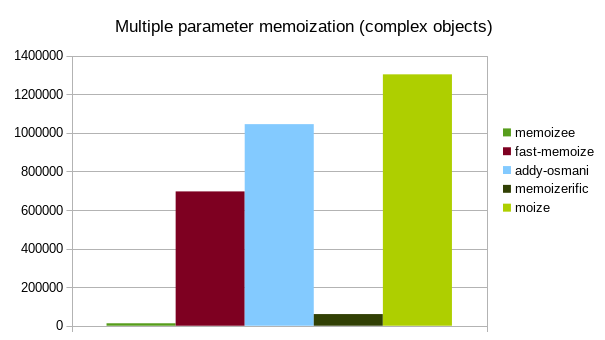 Multiple parameter memoization (complex objects)
1400000
1200000
1000000
800000
600000
400000
200000
0
memoizee
fast-memoize
addy-osmani
memoizerific
moize